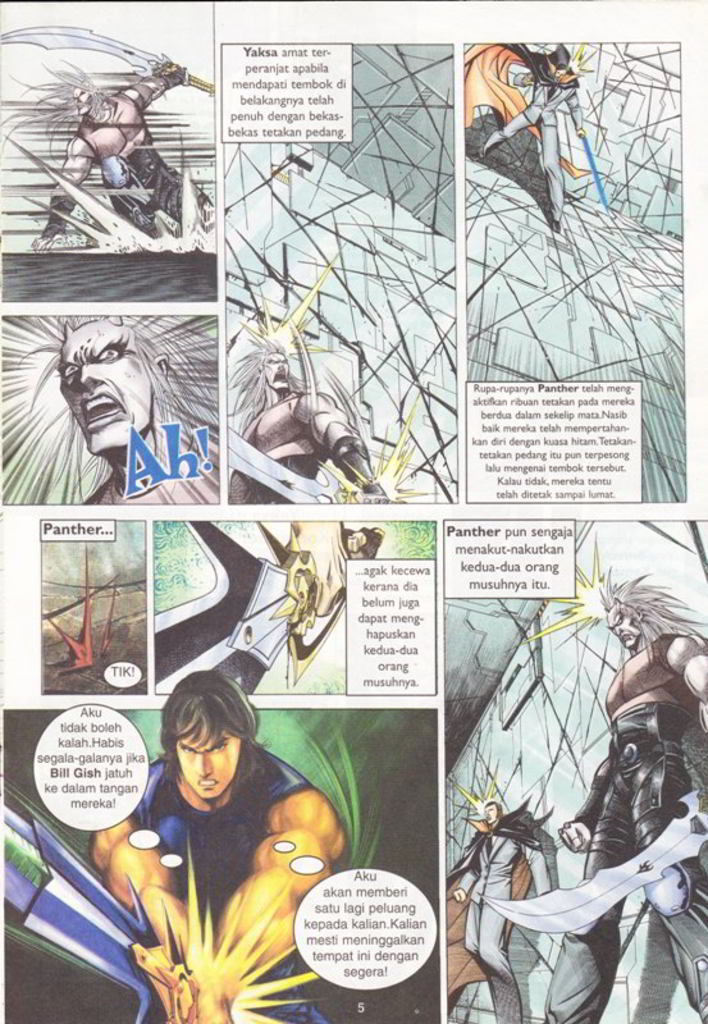 Yaksa amat ter-
peranjat apabila
mendapati tembok di
belakangnya telah
penuh dengan bekas-
bekas tetakan pedang.
Ah!
Rupa-rupanya Panther telah meng-
aktifkan ribuan tetakan pada mereka
berdua dalam sekelip mata.Nasib
baik mereka mempertahan-
kan diri dengan kuasa hitam.Tetakan-
tetakan pedang itu pun terpesong
lalu mengenai tembok tersebut.
Kalau tidak, mereka tentu
telah ditetak sampai lumat.
Panther...
TIK!
...agak kecewa
kerana dia
belum juga
dapat meng-
hapuskan
kedua-dua
orang
musuhnya.
Panther pun sengaja
menakut-nakutkan
kedua-dua orang
musuhnya itu.
Aku
tidak boleh
kalah.Habis
segala-galanya jika
Bill Gish jatuh
ke dalam tangan
mereka!
Aku
akan memberi
satu lagi peluang
kepada kalian.Kalian
mesti meninggalkan
tempat ini dengan
segera!
5